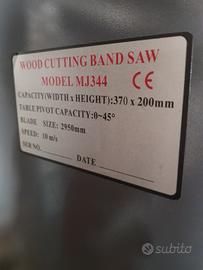 WOOD CUTTING BAND SAW
MODEL MJ344 CE
CAPACITY(WIDTH x HEIGHT):370 x 200mm
TABLE PIVOT CAPACITY:0~45°
BLADE SIZE: 2950mm
SPEED: 10 m/s
SER NO. DATE
subito